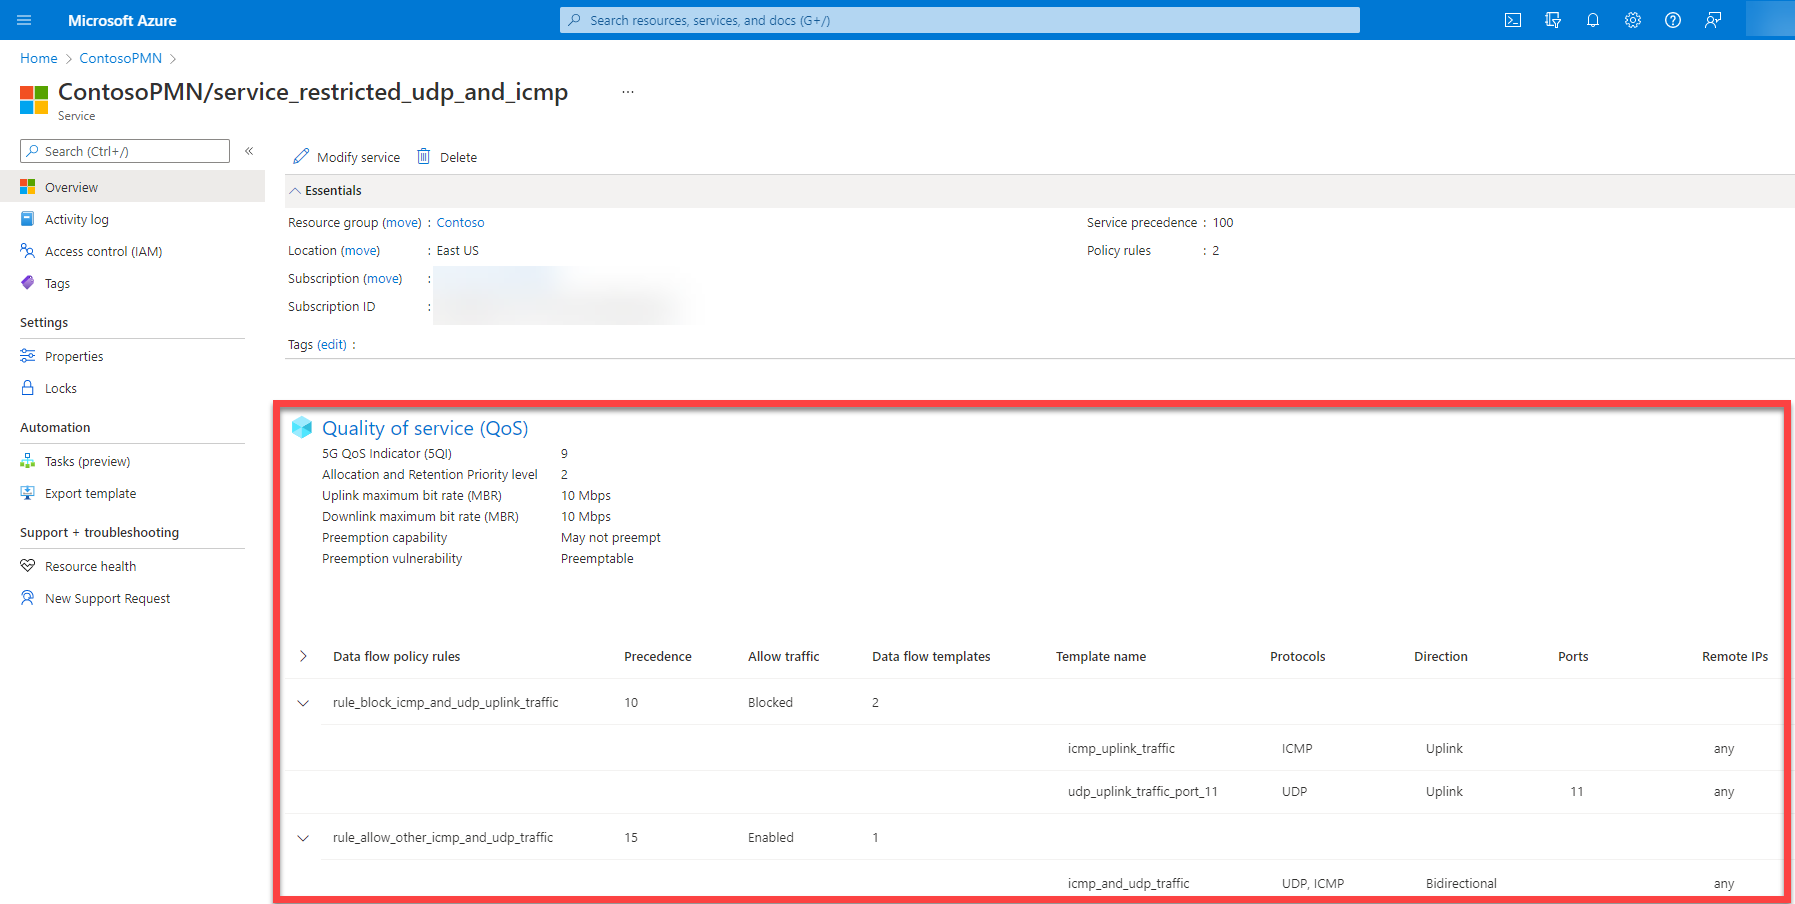 Microsoft Azure
Search resources, services, and docs (G+/)
Home > ContosoPMN >
ContosoPMN/service_restricted_udp_and_icmp ...
Service
Search (Ctrl+/) «
Overview
Activity log
Access control (IAM)
Tags
Settings
Properties
Locks
Automation
Tasks (preview)
Export template
Support + troubleshooting
Resource health
New Support Request
Modify service Delete
Essentials
Resource group (move) : Contoso
Location (move) : East US
Subscription (move) :
Subscription ID :
Service precedence : 100
Policy rules : 2
Tags (edit) :
Quality of service (QoS)
5G QoS Indicator (5QI) 9
Allocation and Retention Priority level 2
Uplink maximum bit rate (MBR) 10 Mbps
Downlink maximum bit rate (MBR) 10 Mbps
Preemption capability May not preempt
Preemption vulnerability Preemptable
Data flow policy rules Precedence Allow traffic Data flow templates Template name Protocols Direction Ports Remote IPs
rule_block_icmp_and_udp_uplink_traffic 10 Blocked 2
icmp_uplink_traffic ICMP Uplink any
udp_uplink_traffic_port_11 UDP Uplink 11 any
rule_allow_other_icmp_and_udp_traffic 15 Enabled 1
icmp_and_udp_traffic UDP, ICMP Bidirectional any